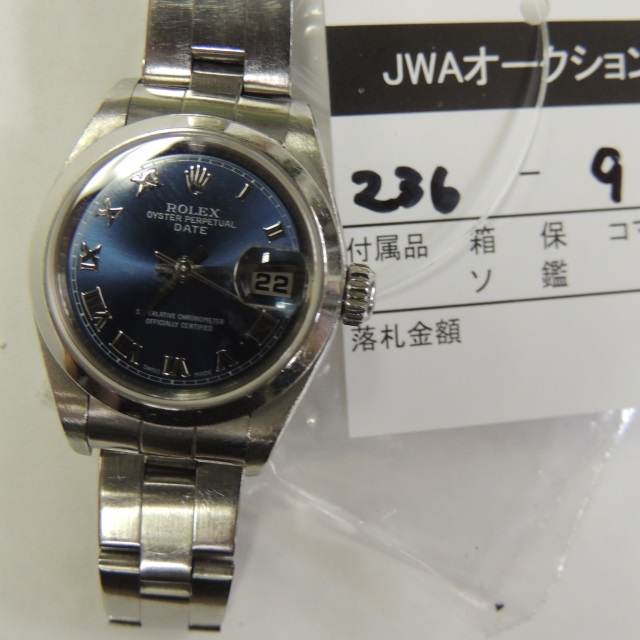 ROLEX
OYSTER PERPETUAL
DATE
22
SUPERLATIVE CHRONOMETER
OFFICIALLY CERTIFIED
JWAオークション
236 - 9
付属品 箱 保 コマ
ソ 鑑
落札金額